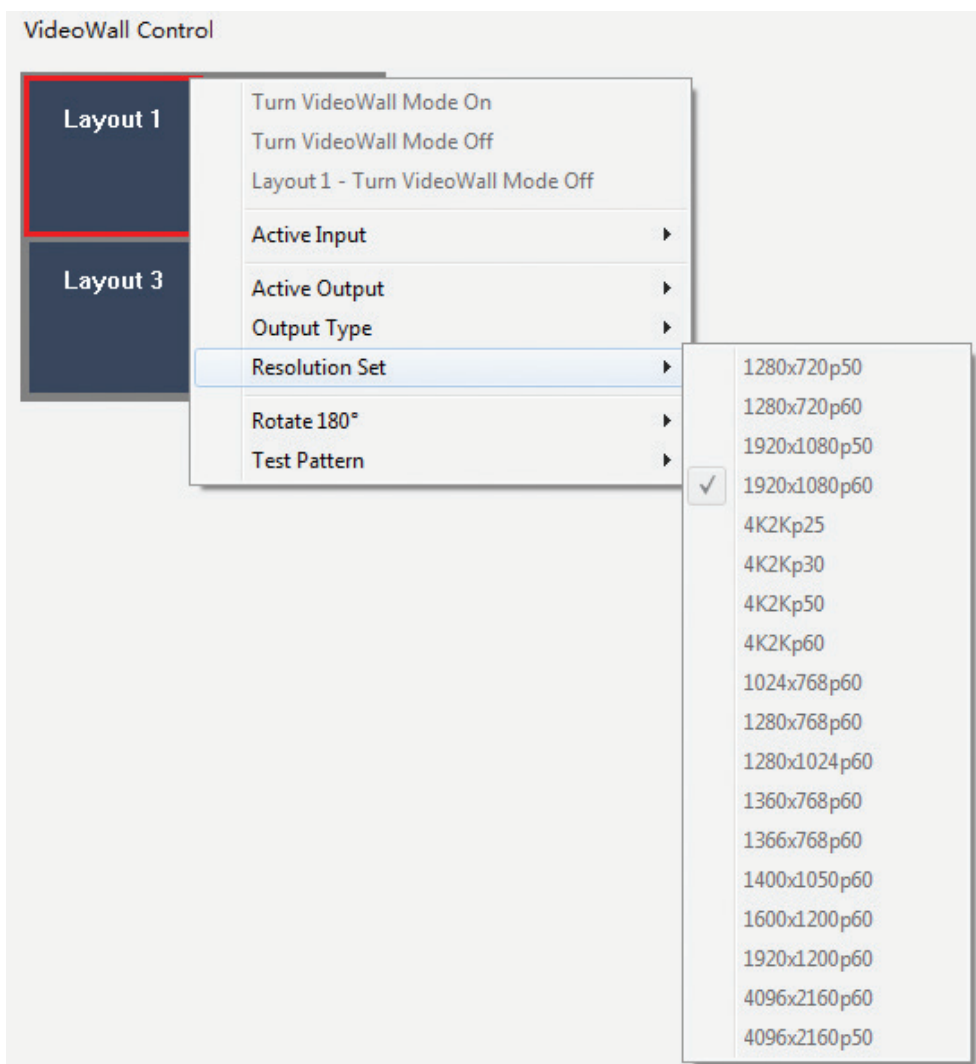 VideoWall Control
Layout 1
Turn VideoWall Mode On
Turn VideoWall Mode Off
Layout 1 - Turn VideoWall Mode Off
Active Input
Layout 3
Active Output
Output Type
Resolution Set
Rotate 180°
Test Pattern
1280x720p50
1280x720p60
1920x1080p50
1920x1080p60
4K2Kp25
4K2Kp30
4K2Kp50
4K2Kp60
1024x768p60
1280x768p60
1280x1024p60
1360x768p60
1366x768p60
1400x1050p60
1600x1200p60
1920x1200p60
4096x2160p60
4096x2160p50